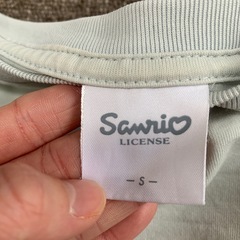 Sanrio
LICENSE
– S –